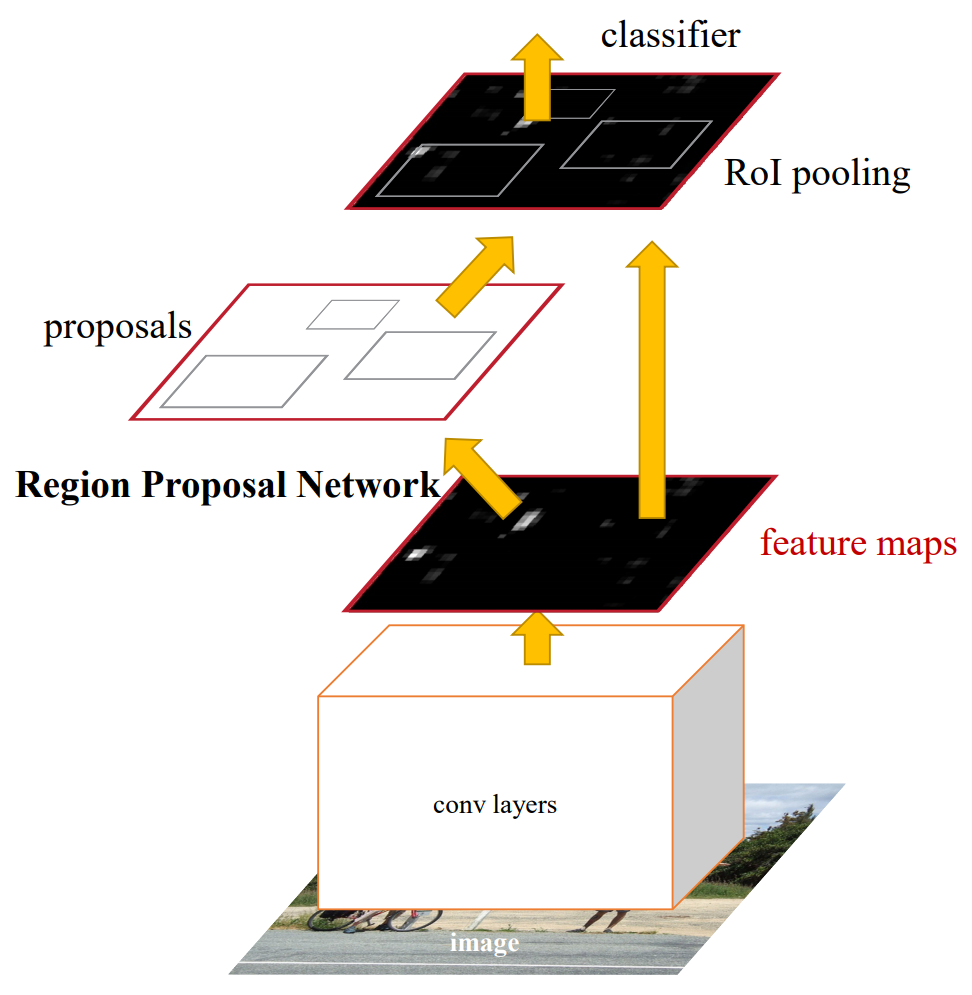 classifier
RoI pooling
proposals
Region Proposal Network
feature maps
conv layers
image